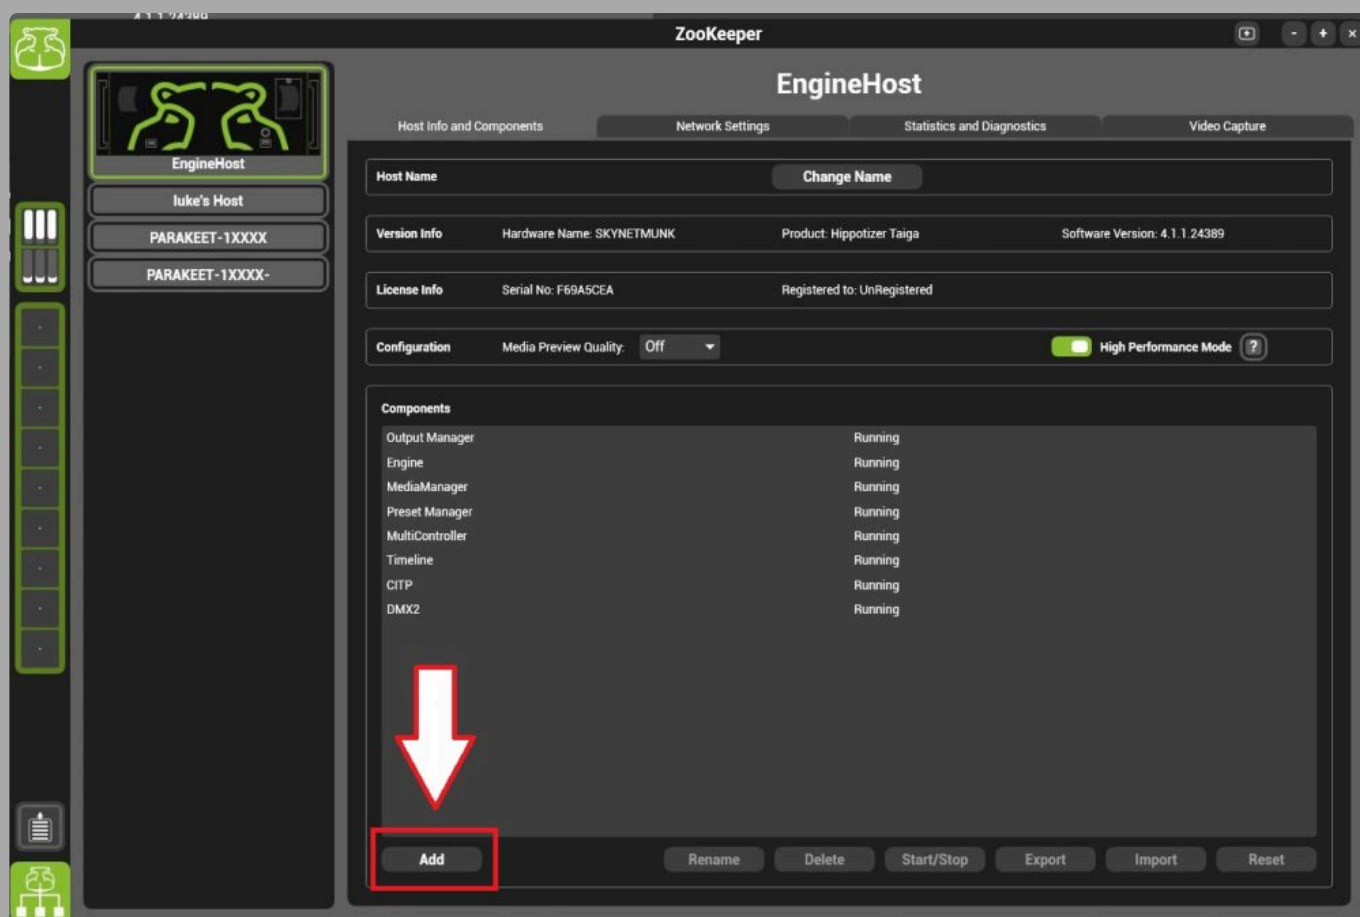 4.1.1.24389
ZooKeeper
EngineHost
EngineHost
luke's Host
PARAKEET-1XXXX
PARAKEET-1XXXX-
Host Info and Components Network Settings Statistics and Diagnostics Video Capture
Host Name Change Name
Version Info Hardware Name: SKYNETMUNK Product: Hippotizer Taiga Software Version: 4.1.1.24389
License Info Serial No: F69A5CEA Registered to: UnRegistered
Configuration Media Preview Quality: Off High Performance Mode ?
Components
Output Manager Running
Engine Running
MediaManager Running
Preset Manager Running
MultiController Running
Timeline Running
CITP Running
DMX2 Running
Add Rename Delete Start/Stop Export Import Reset